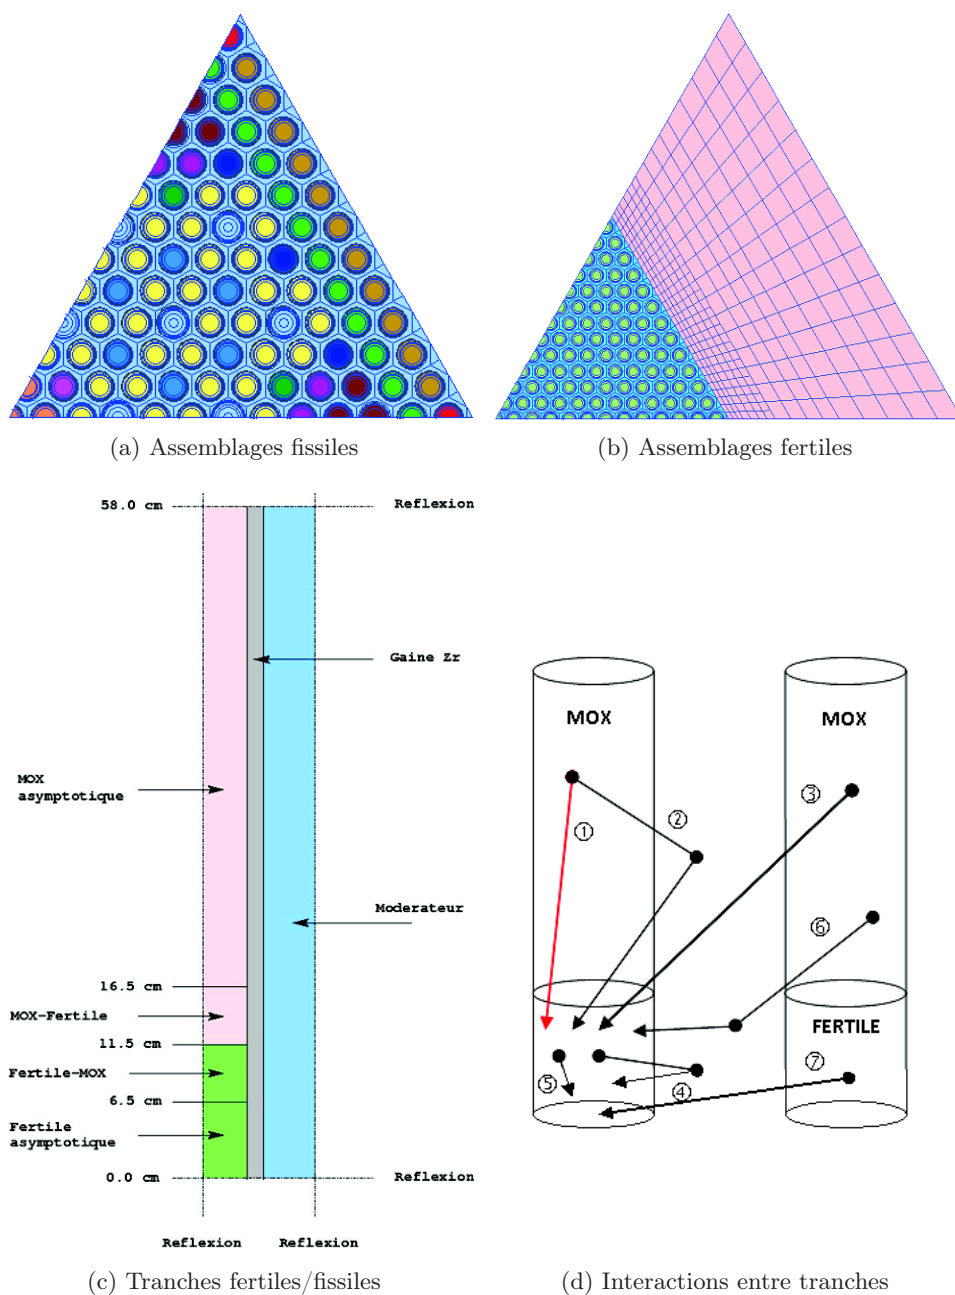 (a) Assemblages fissiles
(b) Assemblages fertiles
58.0 cm
Reflexion
Gaine Zr
MOX
asymptotique
Moderateur
16.5 cm
MOX-Fertile
11.5 cm
Fertile-MOX
6.5 cm
Fertile
asymptotique
0.0 cm
Reflexion
Reflexion
Reflexion
(c) Tranches fertiles/fissiles
MOX
MOX
①
②
③
⑥
FERTILE
⑤
④
⑦
(d) Interactions entre tranches